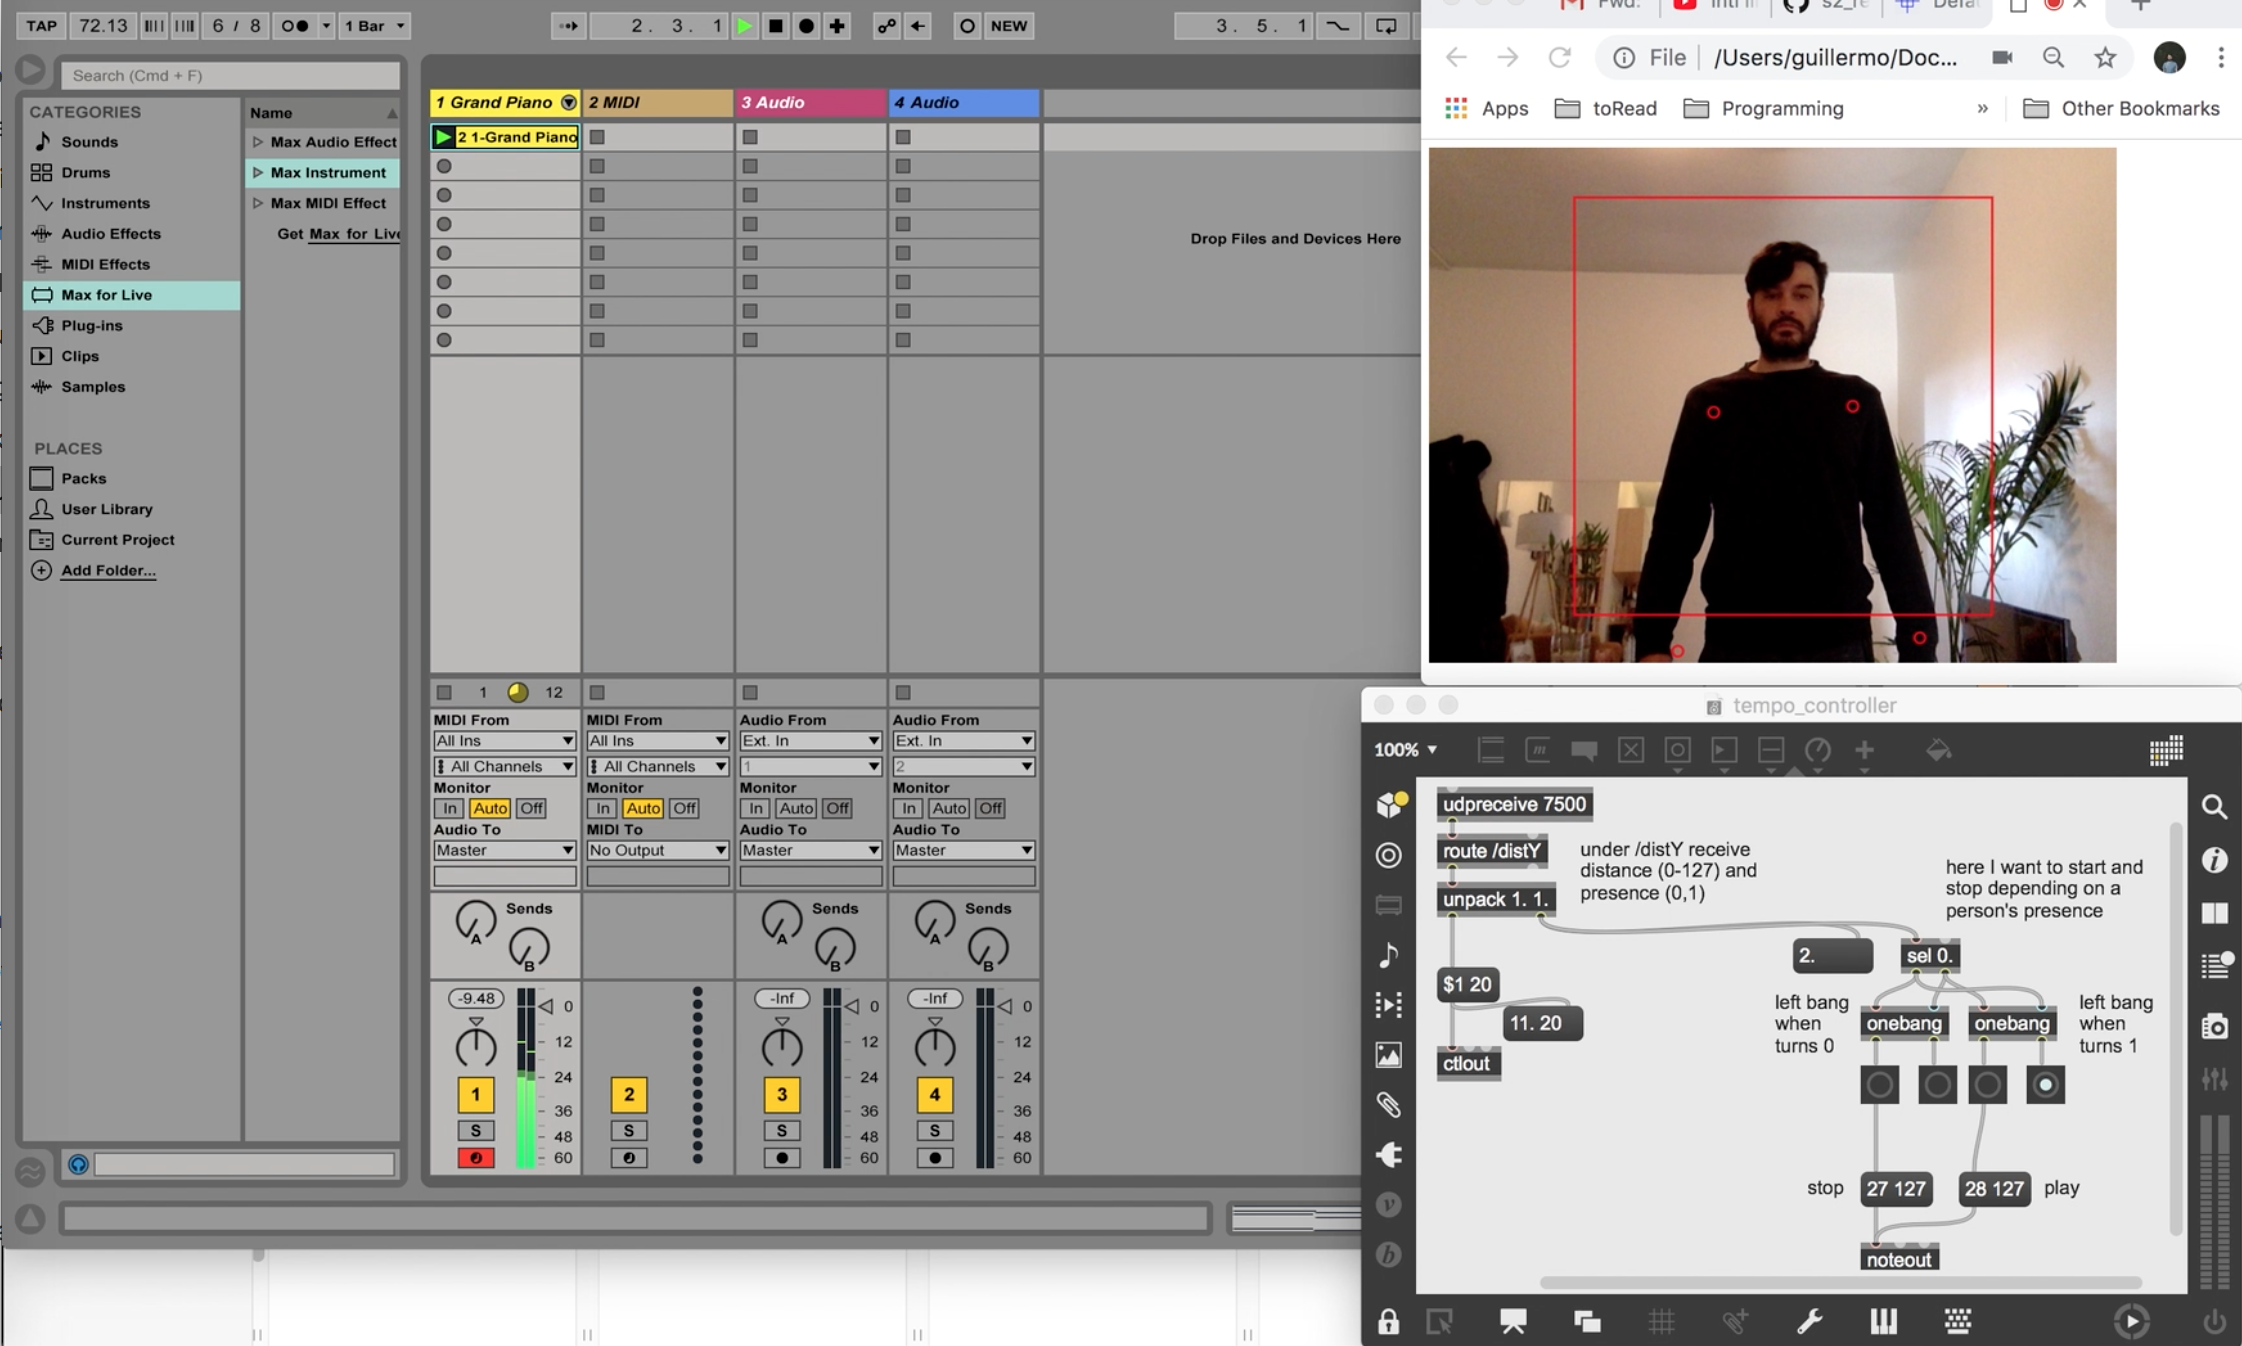 TAP 72.13 6 / 8 1 Bar 2. 3. 1 NEW 3. 5. 1
Search (Cmd + F)
CATEGORIES
Sounds
Drums
Instruments
Audio Effects
MIDI Effects
Max for Live
Plug-ins
Clips
Samples
PLACES
Packs
User Library
Current Project
Add Folder...
Name
Max Audio Effect
Max Instrument
Max MIDI Effect
Get Max for Live
1 Grand Piano 2 MIDI 3 Audio 4 Audio
2 1-Grand Piano
Drop Files and Devices Here
1 12
MIDI From MIDI From Audio From Audio From
All Ins All Ins Ext. In Ext. In
All Channels All Channels 1 2
Monitor Monitor Monitor Monitor
In Auto Off In Auto Off In Auto Off In Auto Off
Audio To MIDI To Audio To Audio To
Master No Output Master Master
Sends Sends Sends
A A A
B B B
-9.48 0 -Inf 0 -Inf 0
12 12 12
24 24 24
1 2 3 4
36 36 36
S S S S
48 48 48
60 60 60
Fwd:
File /Users/guillermo/Doc...
Apps toRead Programming » Other Bookmarks
tempo_controller
100%
udpreceive 7500
route /distY
unpack 1. 1.
under /distY receive
distance (0-127) and
presence (0,1)
here I want to start and
stop depending on a
person's presence
2. sel 0.
$1 20
11. 20
ctlout
left bang
when
turns 0
onebang onebang
left bang
when
turns 1
stop 27 127 28 127 play
noteout